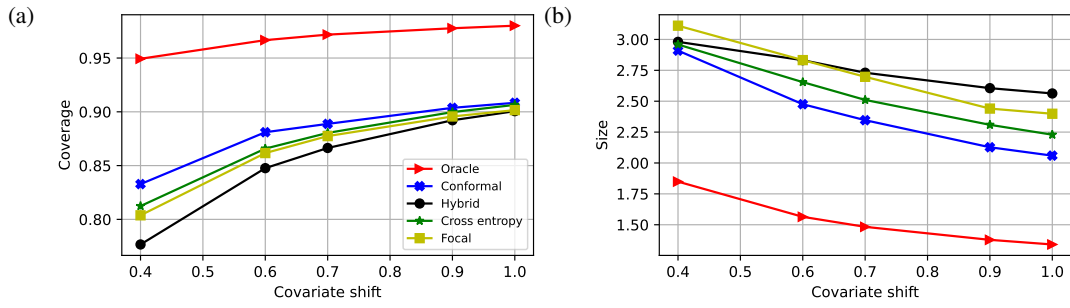 (a)
Coverage
0.95
0.90
0.85
0.80
0.4 0.5 0.6 0.7 0.8 0.9 1.0
Covariate shift
Oracle
Conformal
Hybrid
Cross entropy
Focal
(b)
Size
3.00
2.75
2.50
2.25
2.00
1.75
1.50
0.4 0.5 0.6 0.7 0.8 0.9 1.0
Covariate shift